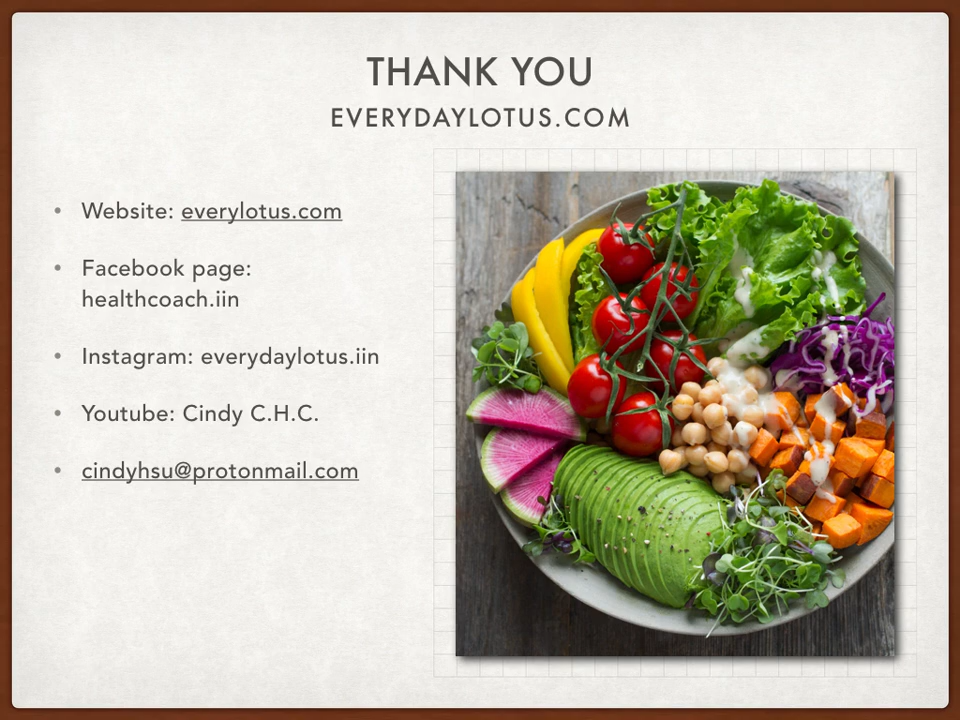 THANK YOU
EVERYDAYLOTUS.COM
• Website: everylotus.com
• Facebook page:
healthcoach.iin
• Instagram: everydaylotus.iin
• Youtube: Cindy C.H.C.
• cindyhsu@protonmail.com